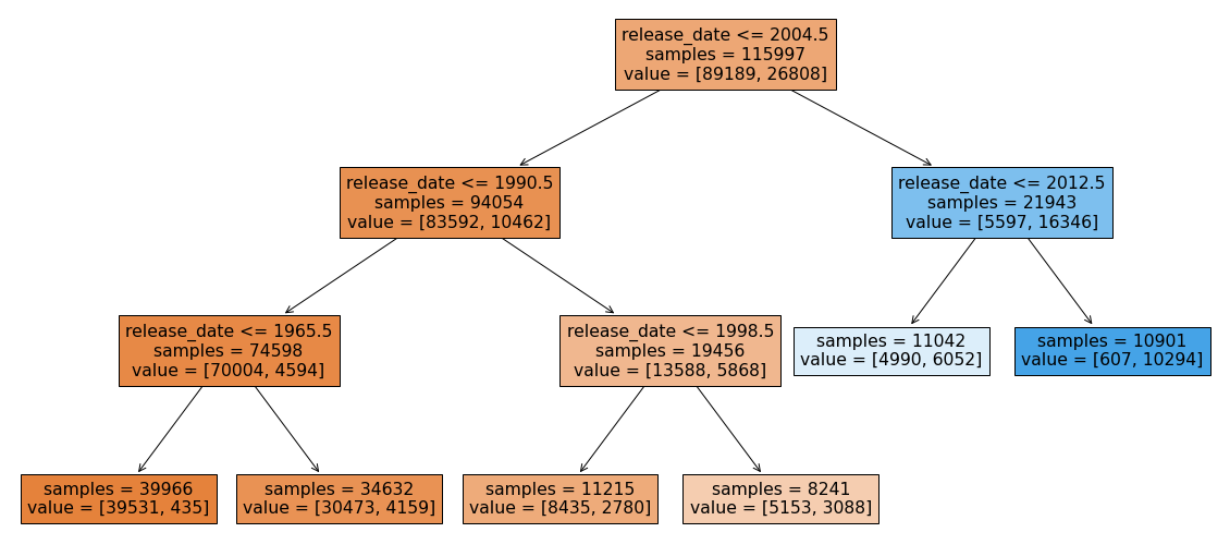 release_date <= 2004.5
samples = 115997
value = [89189, 26808]
release_date <= 1990.5
samples = 94054
value = [83592, 10462]
release_date <= 2012.5
samples = 21943
value = [5597, 16346]
release_date <= 1965.5
samples = 74598
value = [70004, 4594]
release_date <= 1998.5
samples = 19456
value = [13588, 5868]
samples = 11042
value = [4990, 6052]
samples = 10901
value = [607, 10294]
samples = 39966
value = [39531, 435]
samples = 34632
value = [30473, 4159]
samples = 11215
value = [8435, 2780]
samples = 8241
value = [5153, 3088]